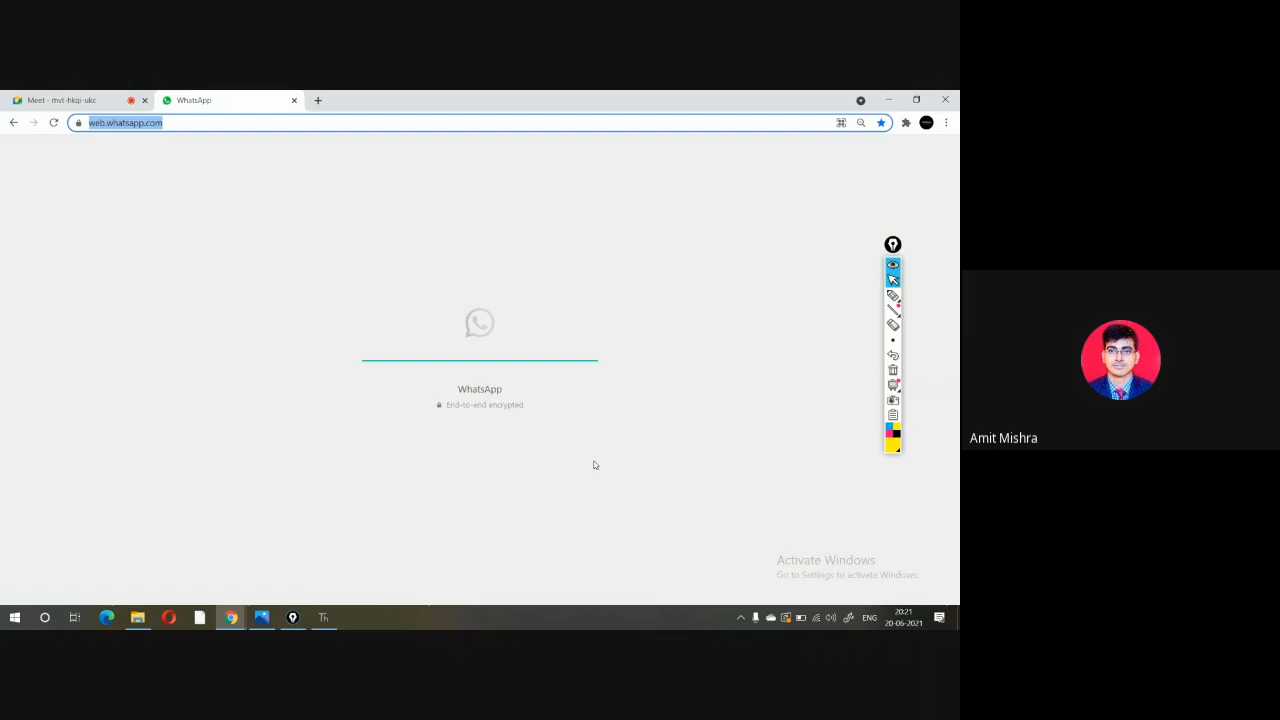 Meet - mvt-hkqi-ukc
WhatsApp
web.whatsapp.com
WhatsApp
End-to-end encrypted
Amit Mishra
Activate Windows
Go to Settings to activate Windows.
Th
ENG
20:21
20-06-2021